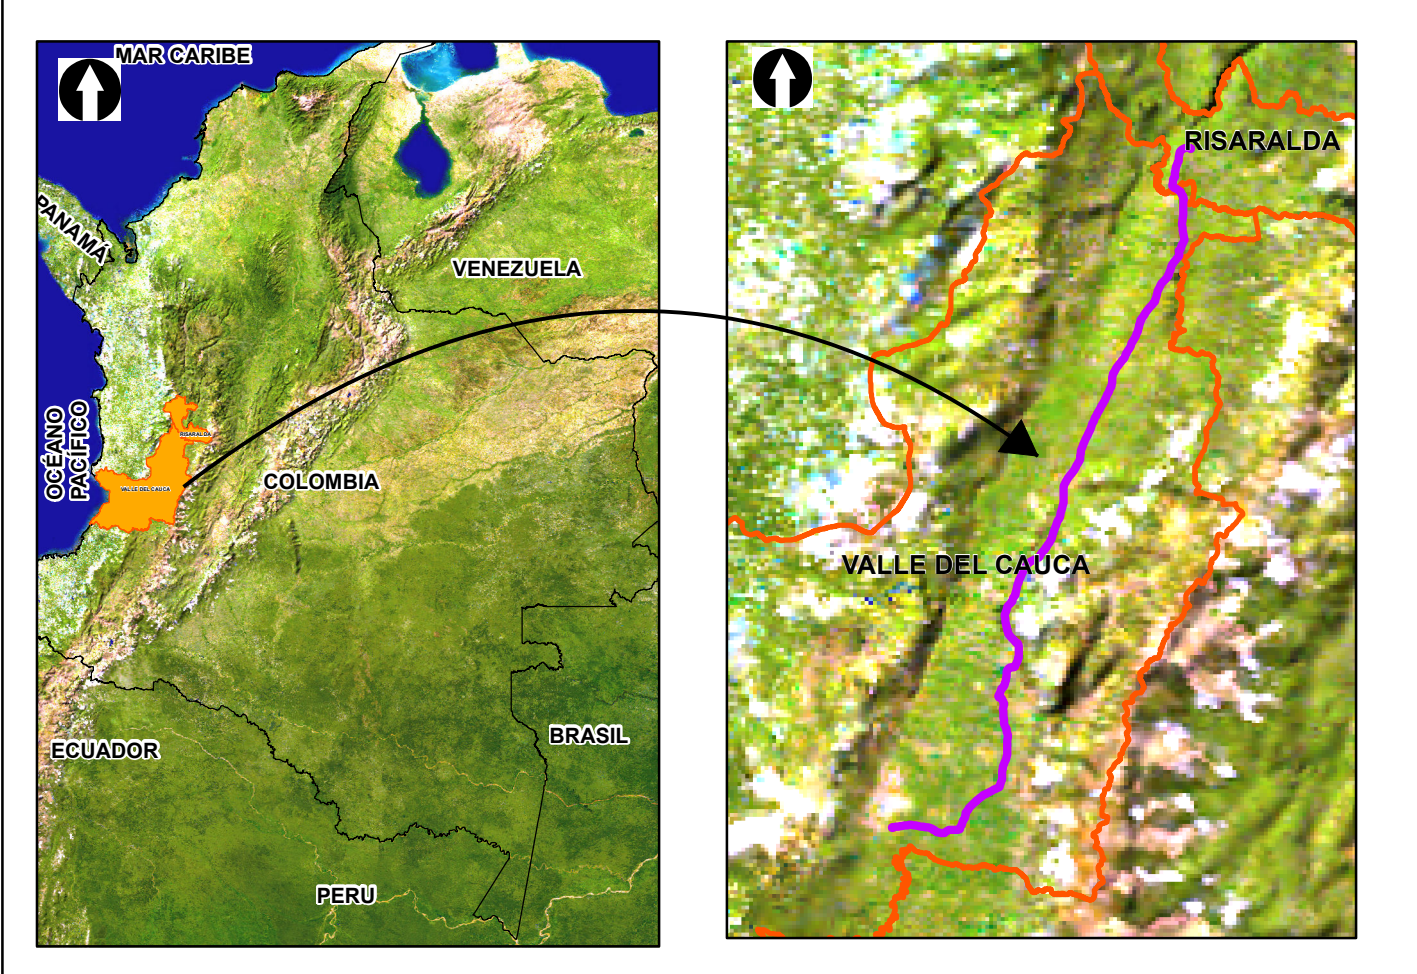 MAR CARIBE
PANAMÁ
VENEZUELA
OCÉANO
PACÍFICO
RISARALDA
VALLE DEL CAUCA
COLOMBIA
ECUADOR
BRASIL
PERU
RISARALDA
VALLE DEL CAUCA